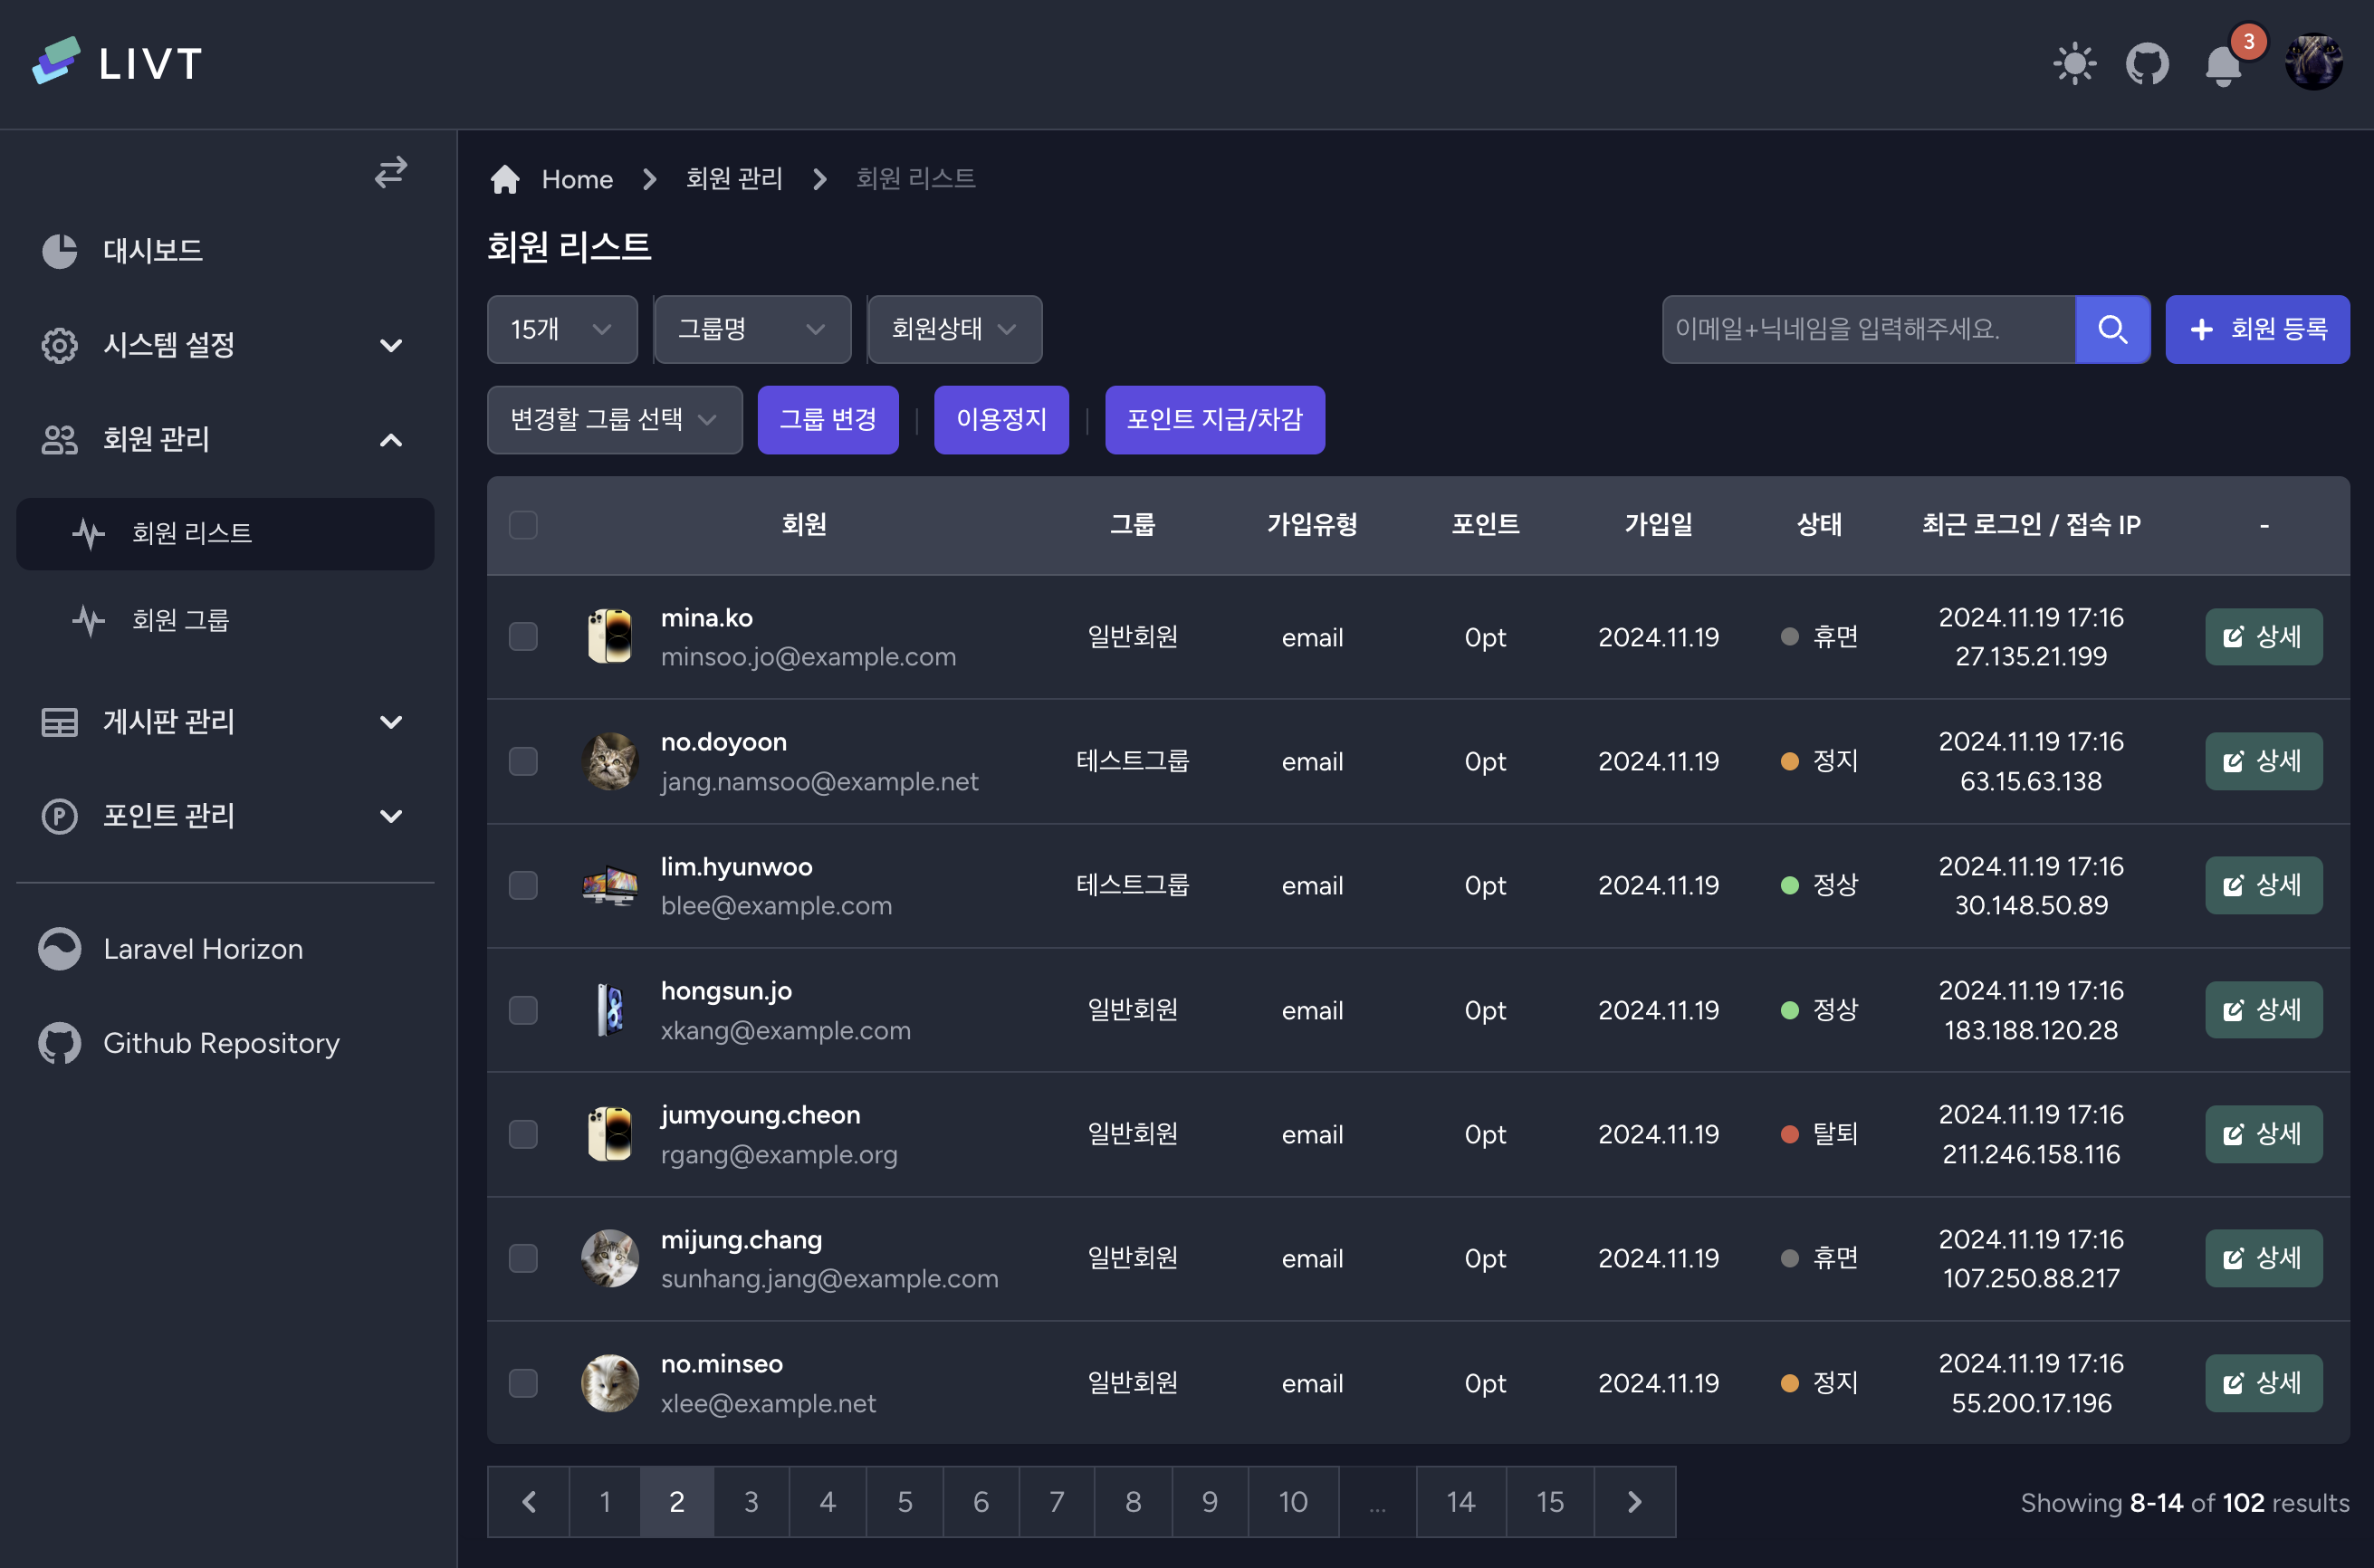 LIVT
3
대시보드
시스템 설정
회원 관리
회원 리스트
회원 그룹
게시판 관리
포인트 관리
Laravel Horizon
Github Repository
Home > 회원 관리 > 회원 리스트
회원 리스트
15개 그룹명 회원상태 이메일+닉네임을 입력해주세요. + 회원 등록
변경할 그룹 선택 그룹 변경 | 이용정지 | 포인트 지급/차감
회원 그룹 가입유형 포인트 가입일 상태 최근 로그인 / 접속 IP -
mina.ko
minsoo.jo@example.com
일반회원 email 0pt 2024.11.19 휴면
2024.11.19 17:16
27.135.21.199
상세
no.doyoon
jang.namsoo@example.net
테스트그룹 email 0pt 2024.11.19 정지
2024.11.19 17:16
63.15.63.138
상세
lim.hyunwoo
blee@example.com
테스트그룹 email 0pt 2024.11.19 정상
2024.11.19 17:16
30.148.50.89
상세
hongsun.jo
xkang@example.com
일반회원 email 0pt 2024.11.19 정상
2024.11.19 17:16
183.188.120.28
상세
jumyoung.cheon
rgang@example.org
일반회원 email 0pt 2024.11.19 탈퇴
2024.11.19 17:16
211.246.158.116
상세
mijung.chang
sunhang.jang@example.com
일반회원 email 0pt 2024.11.19 휴면
2024.11.19 17:16
107.250.88.217
상세
no.minseo
xlee@example.net
일반회원 email 0pt 2024.11.19 정지
2024.11.19 17:16
55.200.17.196
상세
1 2 3 4 5 6 7 8 9 10 ... 14 15
Showing 8-14 of 102 results